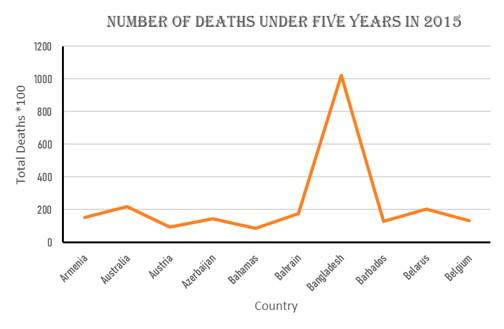 NUMBER OF DEATHS UNDER FIVE YEARS IN 2015
Total Deaths *100
1200
1000
800
600
400
200
0
Armenia
Australia
Austria
Azerbaijan
Bahamas
Bahrain
Bangladesh
Barbados
Belarus
Belgium
Country